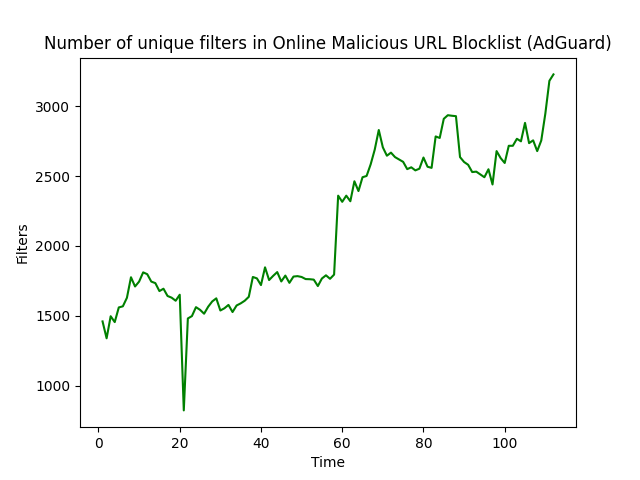 Number of unique filters in Online Malicious URL Blocklist (AdGuard)
3000
2500
2000
1500
1000
Filters
0 20 40 60 80 100
Time